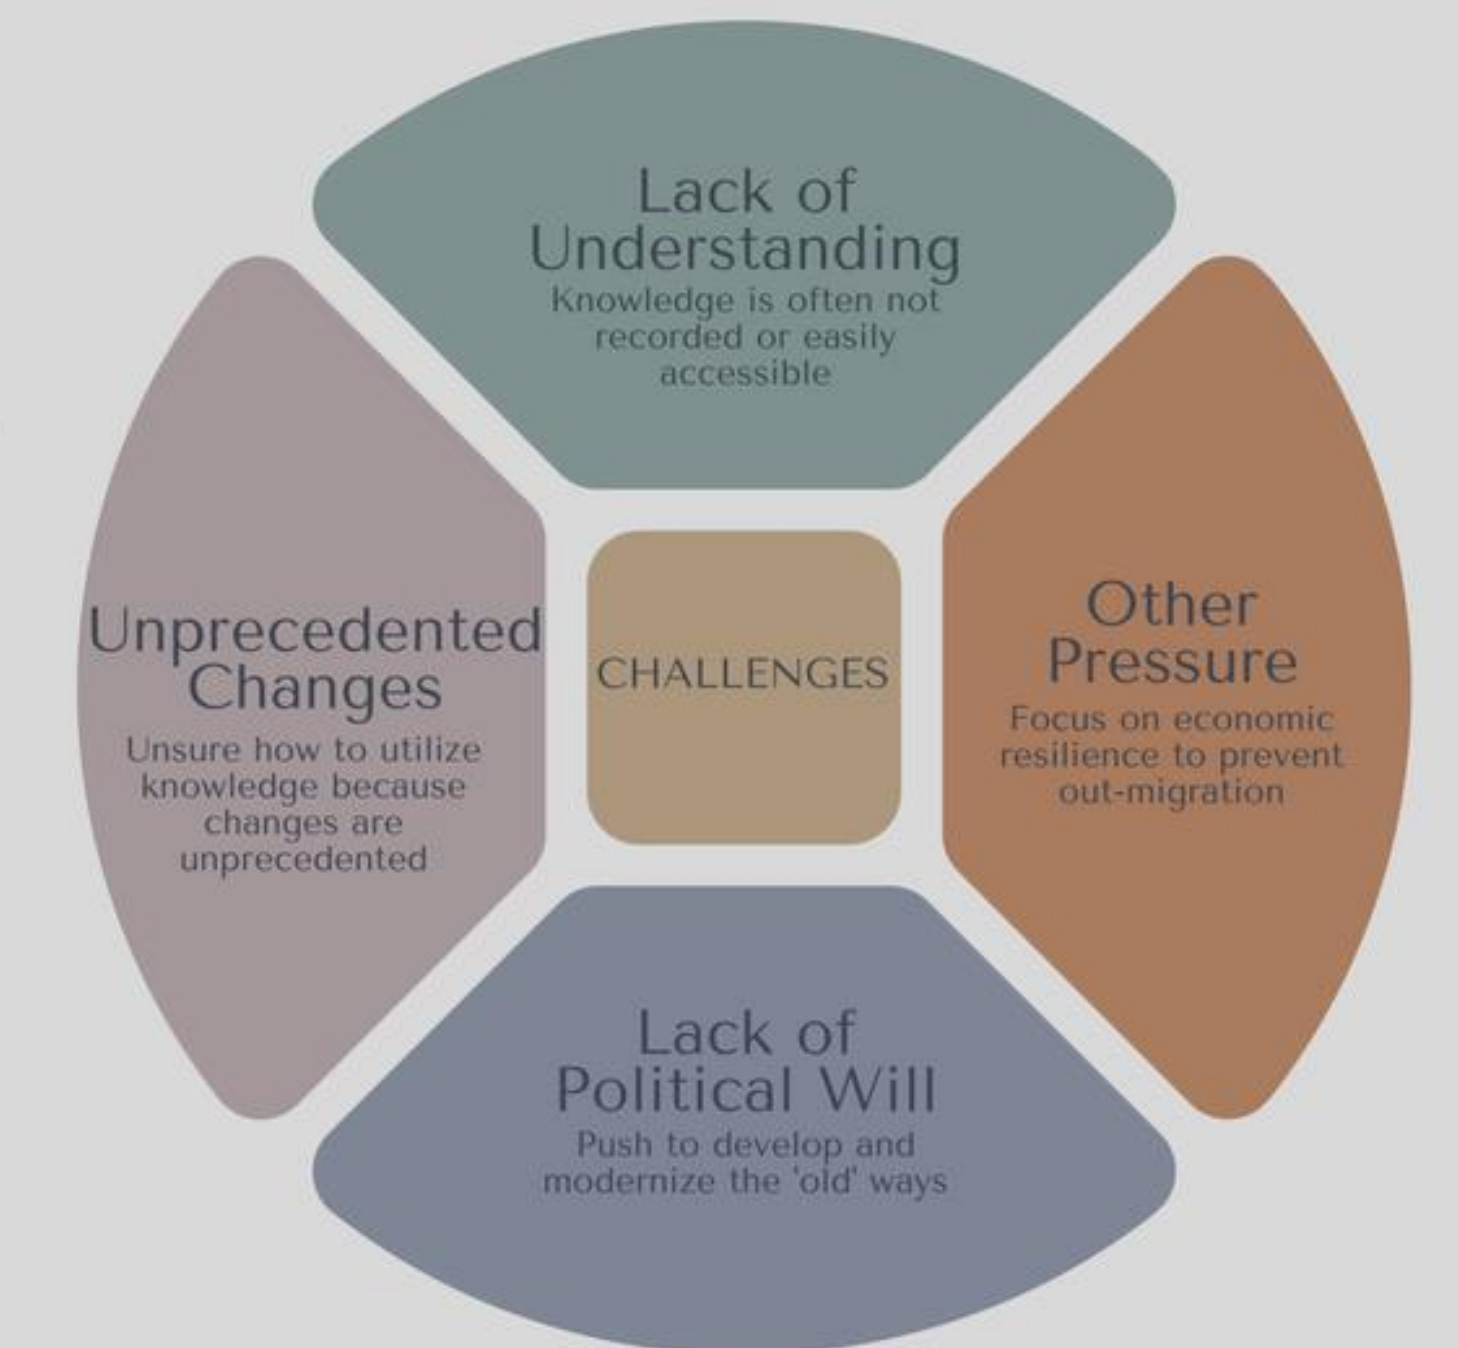 Lack of
Understanding
Knowledge is often not
recorded or easily
accessible
Unprecedented
Changes
Unsure how to utilize
knowledge because
changes are
unprecedented
CHALLENGES
Other
Pressure
Focus on economic
resilience to prevent
out-migration
Lack of
Political Will
Push to develop and
modernize the 'old' ways